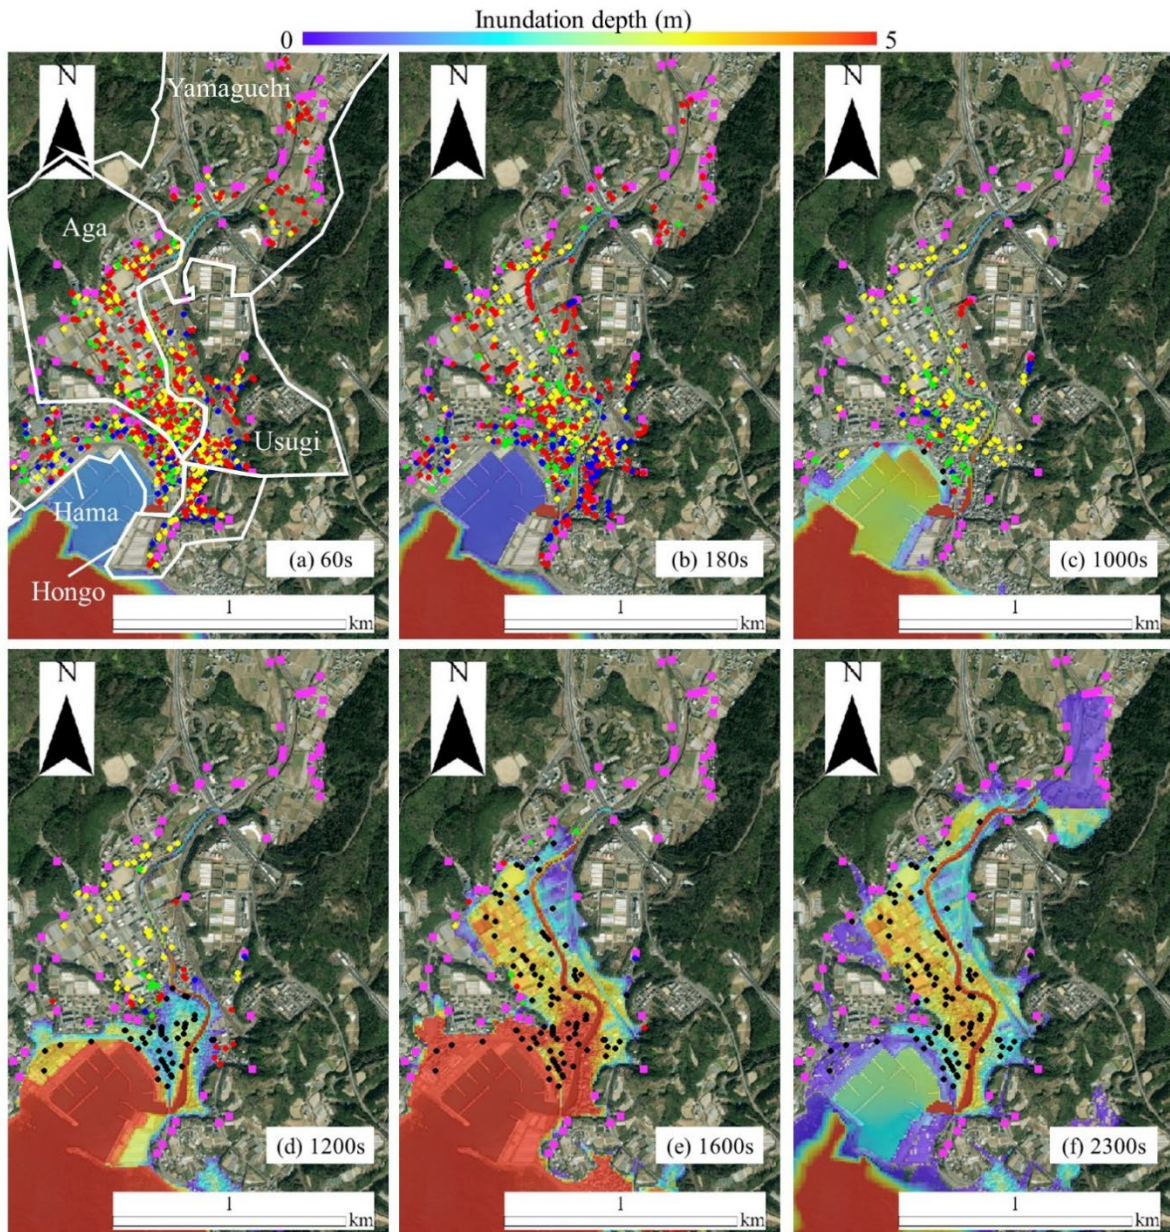 Inundation depth (m)
0 5
N
Yamaguchi
Aga
Usugi
Hama
Hongo
(a) 60s
1
km
N
(b) 180s
1
km
N
(c) 1000s
1
km
N
(d) 1200s
1
km
N
(e) 1600s
1
km
N
(f) 2300s
1
km